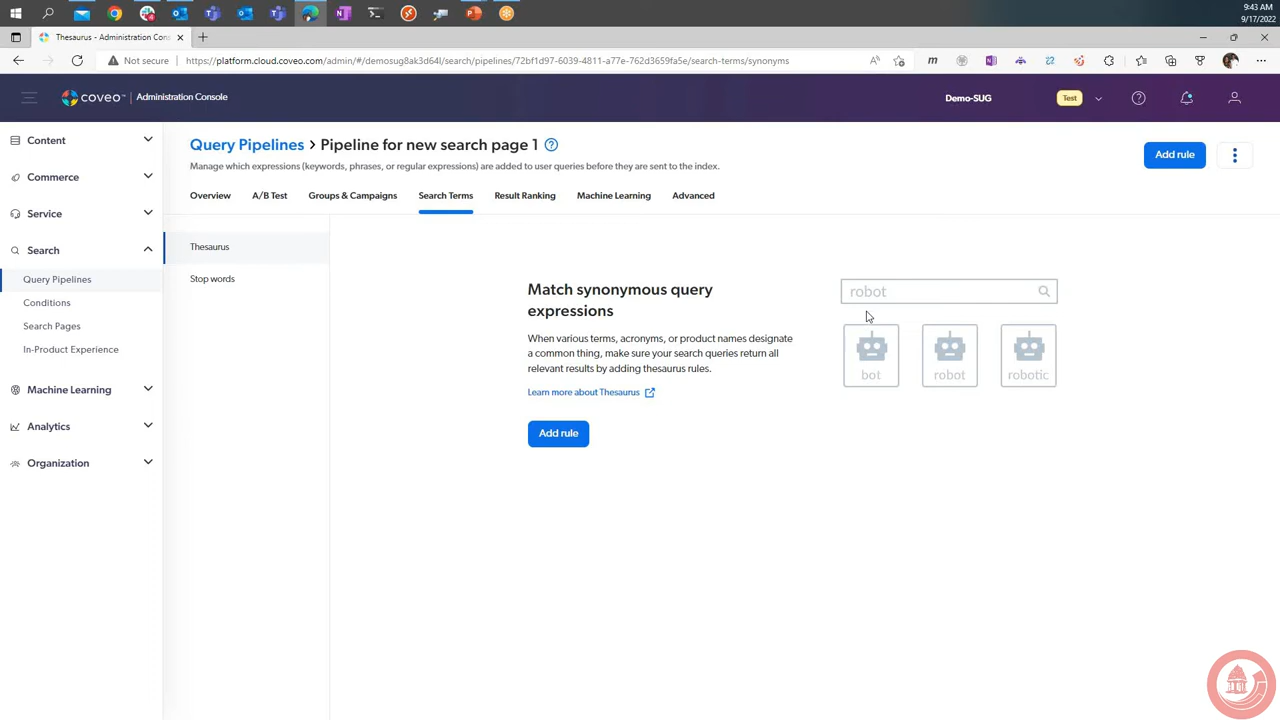 9:43 AM
9/17/2022
Thesaurus - Administration Con
Not secure
https://platform.cloud.coveo.com/admin/#/demosug8ak3d64l/search/pipelines/72bf1d97-6039-4811-a77e-762d3659fa5e/search-terms/synonyms
coveo™ | Administration Console
Demo-SUG
Test
Content
Commerce
Service
Search
Query Pipelines
Conditions
Search Pages
In-Product Experience
Machine Learning
Analytics
Organization
Query Pipelines > Pipeline for new search page 1
Manage which expressions (keywords, phrases, or regular expressions) are added to user queries before they are sent to the index.
Add rule
Overview
A/B Test
Groups & Campaigns
Search Terms
Result Ranking
Machine Learning
Advanced
Thesaurus
Stop words
Match synonymous query
expressions
When various terms, acronyms, or product names designate
a common thing, make sure your search queries return all
relevant results by adding thesaurus rules.
Learn more about Thesaurus
Add rule
robot
bot
robot
robotic